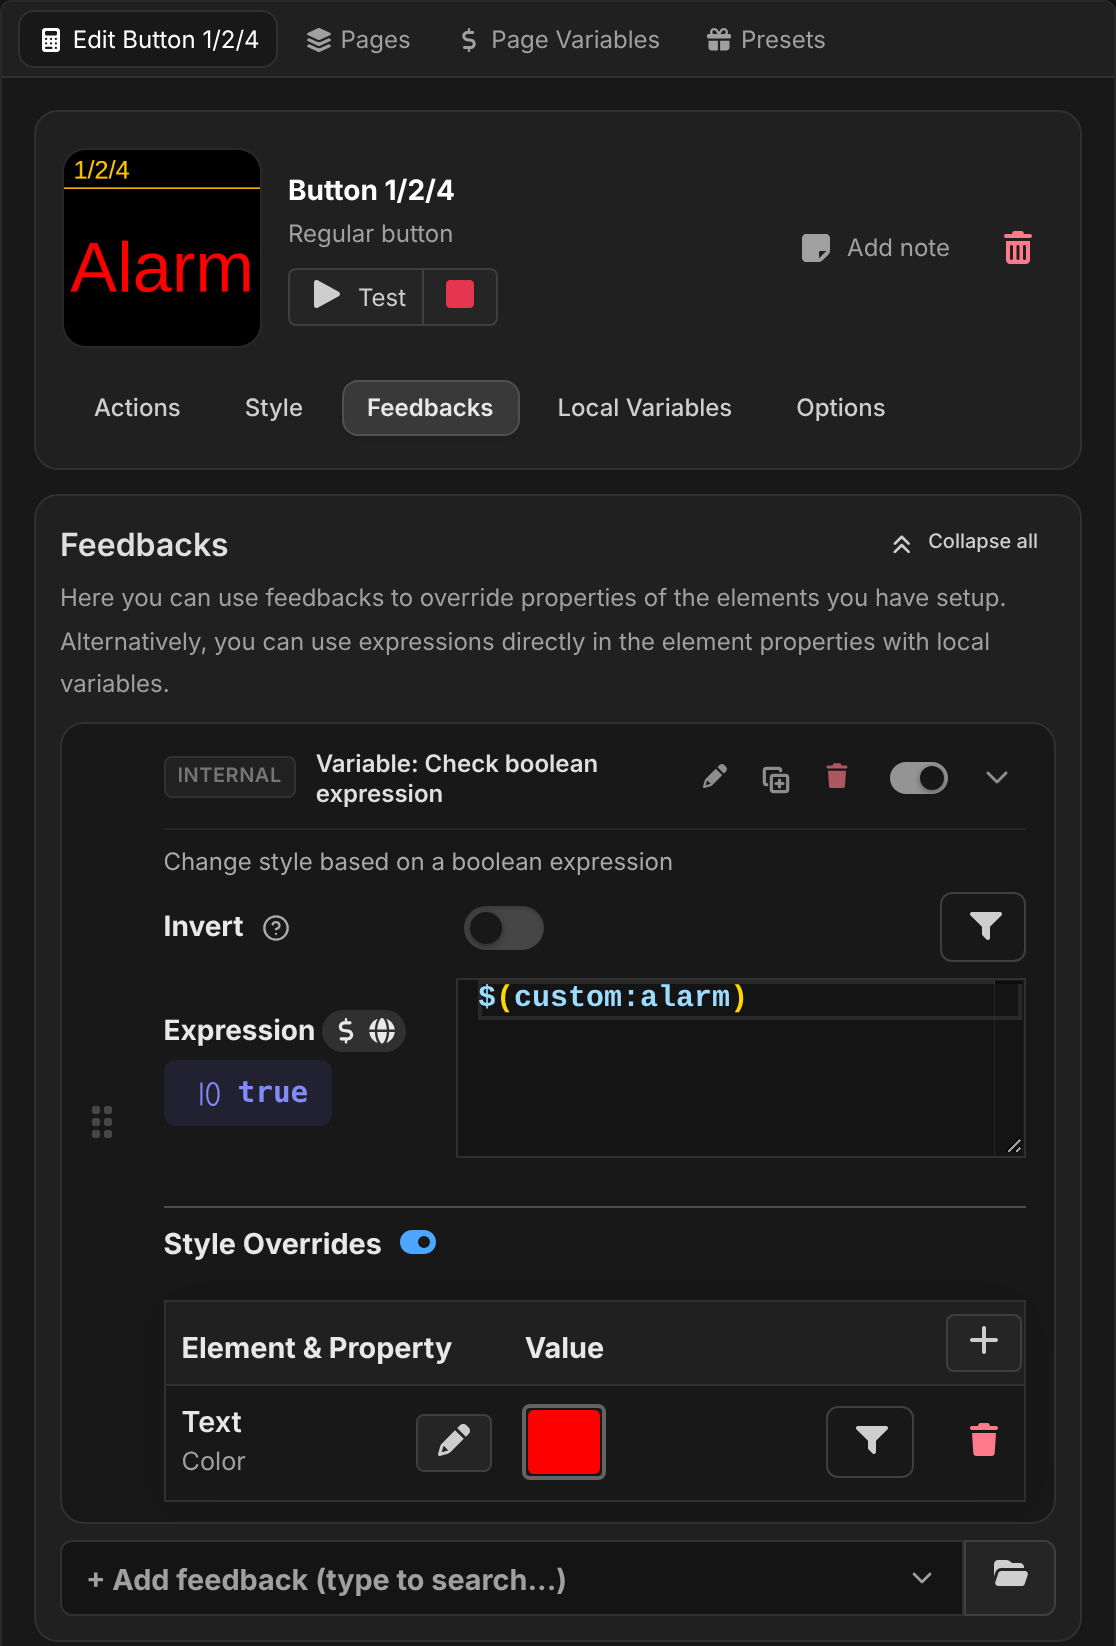 Edit Button 1/2/4
Pages
Page Variables
Presets
1/2/4
Alarm
Button 1/2/4
Regular button
Test
Add note
Actions
Style
Feedbacks
Local Variables
Options
Feedbacks
Collapse all
Here you can use feedbacks to override properties of the elements you have setup.
Alternatively, you can use expressions directly in the element properties with local
variables.
INTERNAL
Variable: Check boolean
expression
Change style based on a boolean expression
Invert
Expression
$(custom:alarm)
true
Style Overrides
Element & Property
Value
Text
Color
+ Add feedback (type to search...)